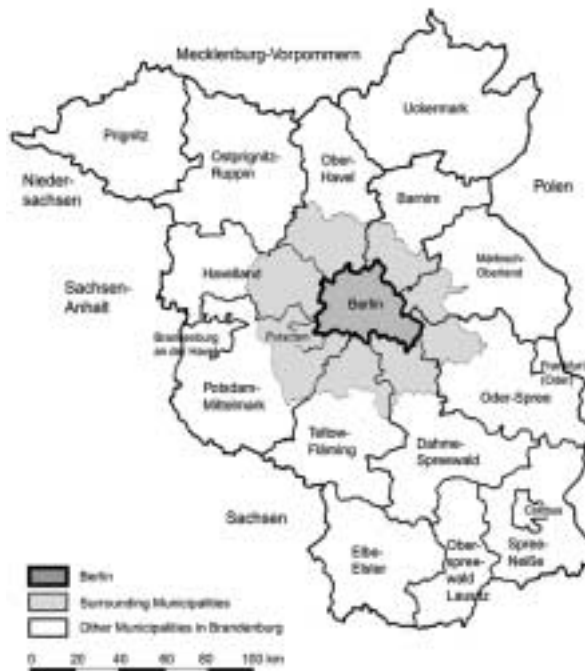 Mecklenburg-Vorpommern
Uckermark
Prignitz
Ostprignitz-
Ruppin
Ober-
Havel
Nieder-
sachsen
Barnim
Polen
Märkisch-
Oberland
Havelland
Sachsen-
Anhalt
Berlin
Brandenburg
an der Havel
Potsdam
Frankfurt
(Oder)
Potsdam-
Mittelmark
Oder-Spree
Teltow-
Fläming
Dahme-
Spreewald
Sachsen
Cottbus
Elbe-
Elster
Ober-
spree-
wald
Lausitz
Spree-
Neiße
Berlin
Surrounding Municipalities
Other Municipalities in Brandenburg
0 20 40 60 80 100 km